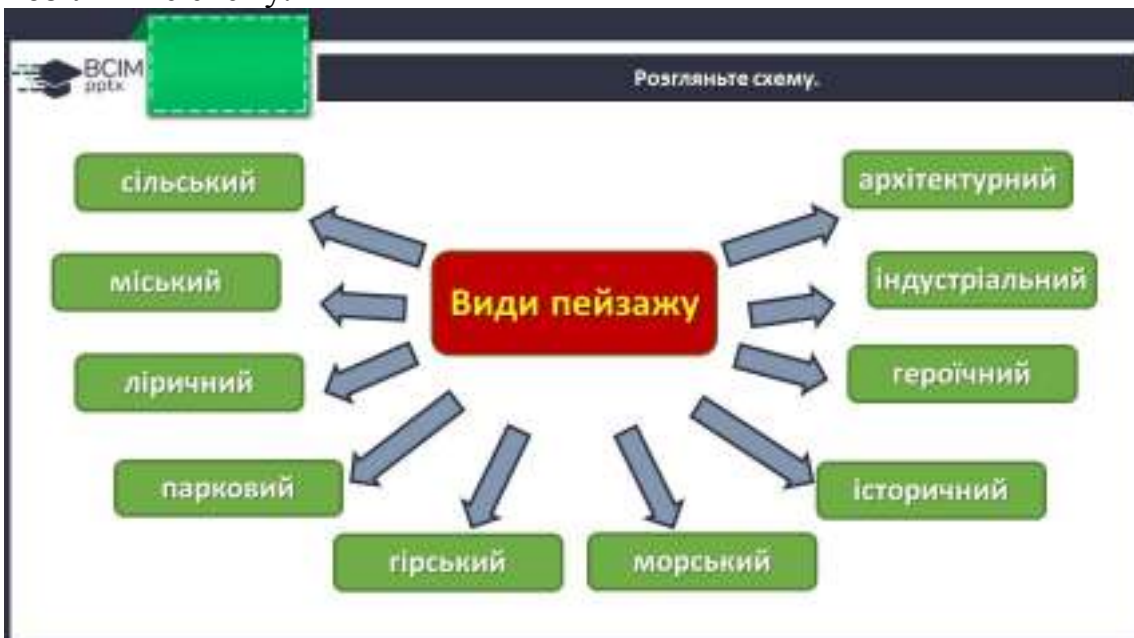 ВСІМ
pptx
Розгляньте схему.
сільський
архітектурний
міський
Види пейзажу
індустріальний
ліричний
героїчний
парковий
історичний
гірський
морський